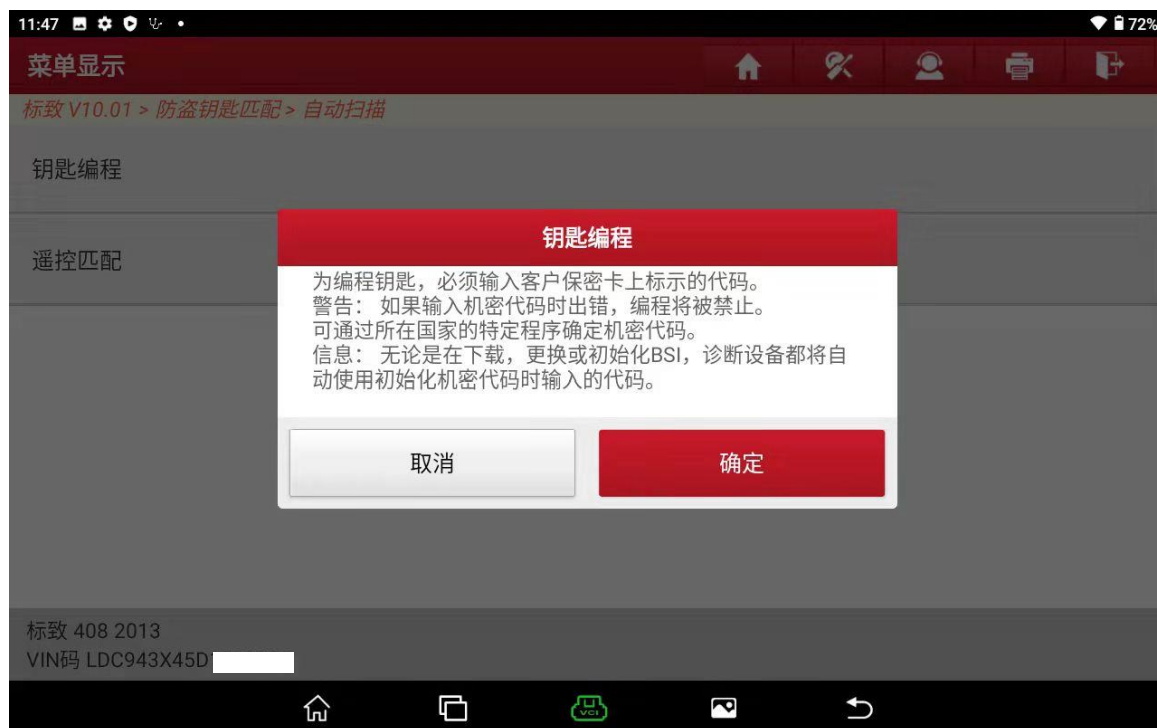 11:47
72%
菜单显示
标致 V10.01 > 防盗钥匙匹配 > 自动扫描
钥匙编程
遥控匹配
钥匙编程
为编程钥匙，必须输入客户保密卡上标示的代码。
警告： 如果输入机密代码时出错，编程将被禁止。
可通过所在国家的特定程序确定机密代码。
信息： 无论是在下载，更换或初始化BSI，诊断设备都将自
动使用初始化机密代码时输入的代码。
取消
确定
标致 408 2013
VIN码 LDC943X45D
VCI